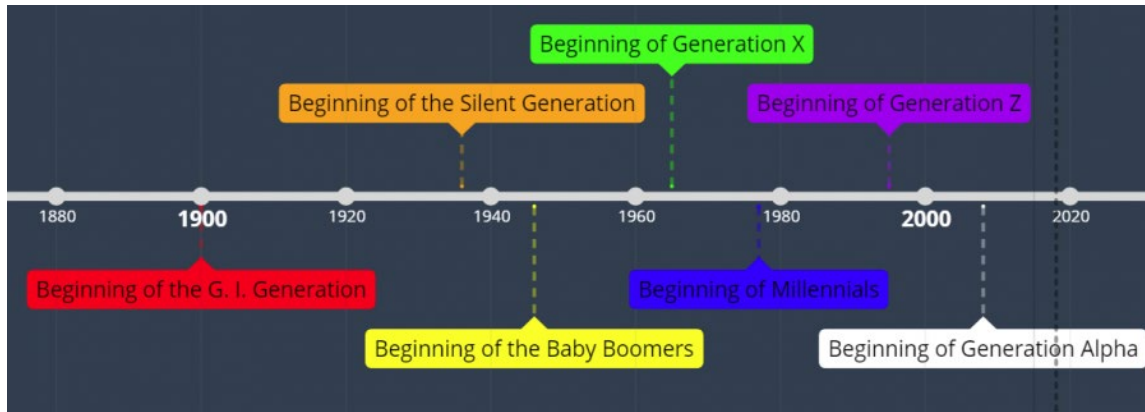 Beginning of Generation X
Beginning of the Silent Generation
Beginning of Generation Z
1880
1900
1920
1940
1960
1980
2000
2020
Beginning of the G. I. Generation
Beginning of Millennials
Beginning of the Baby Boomers
Beginning of Generation Alpha